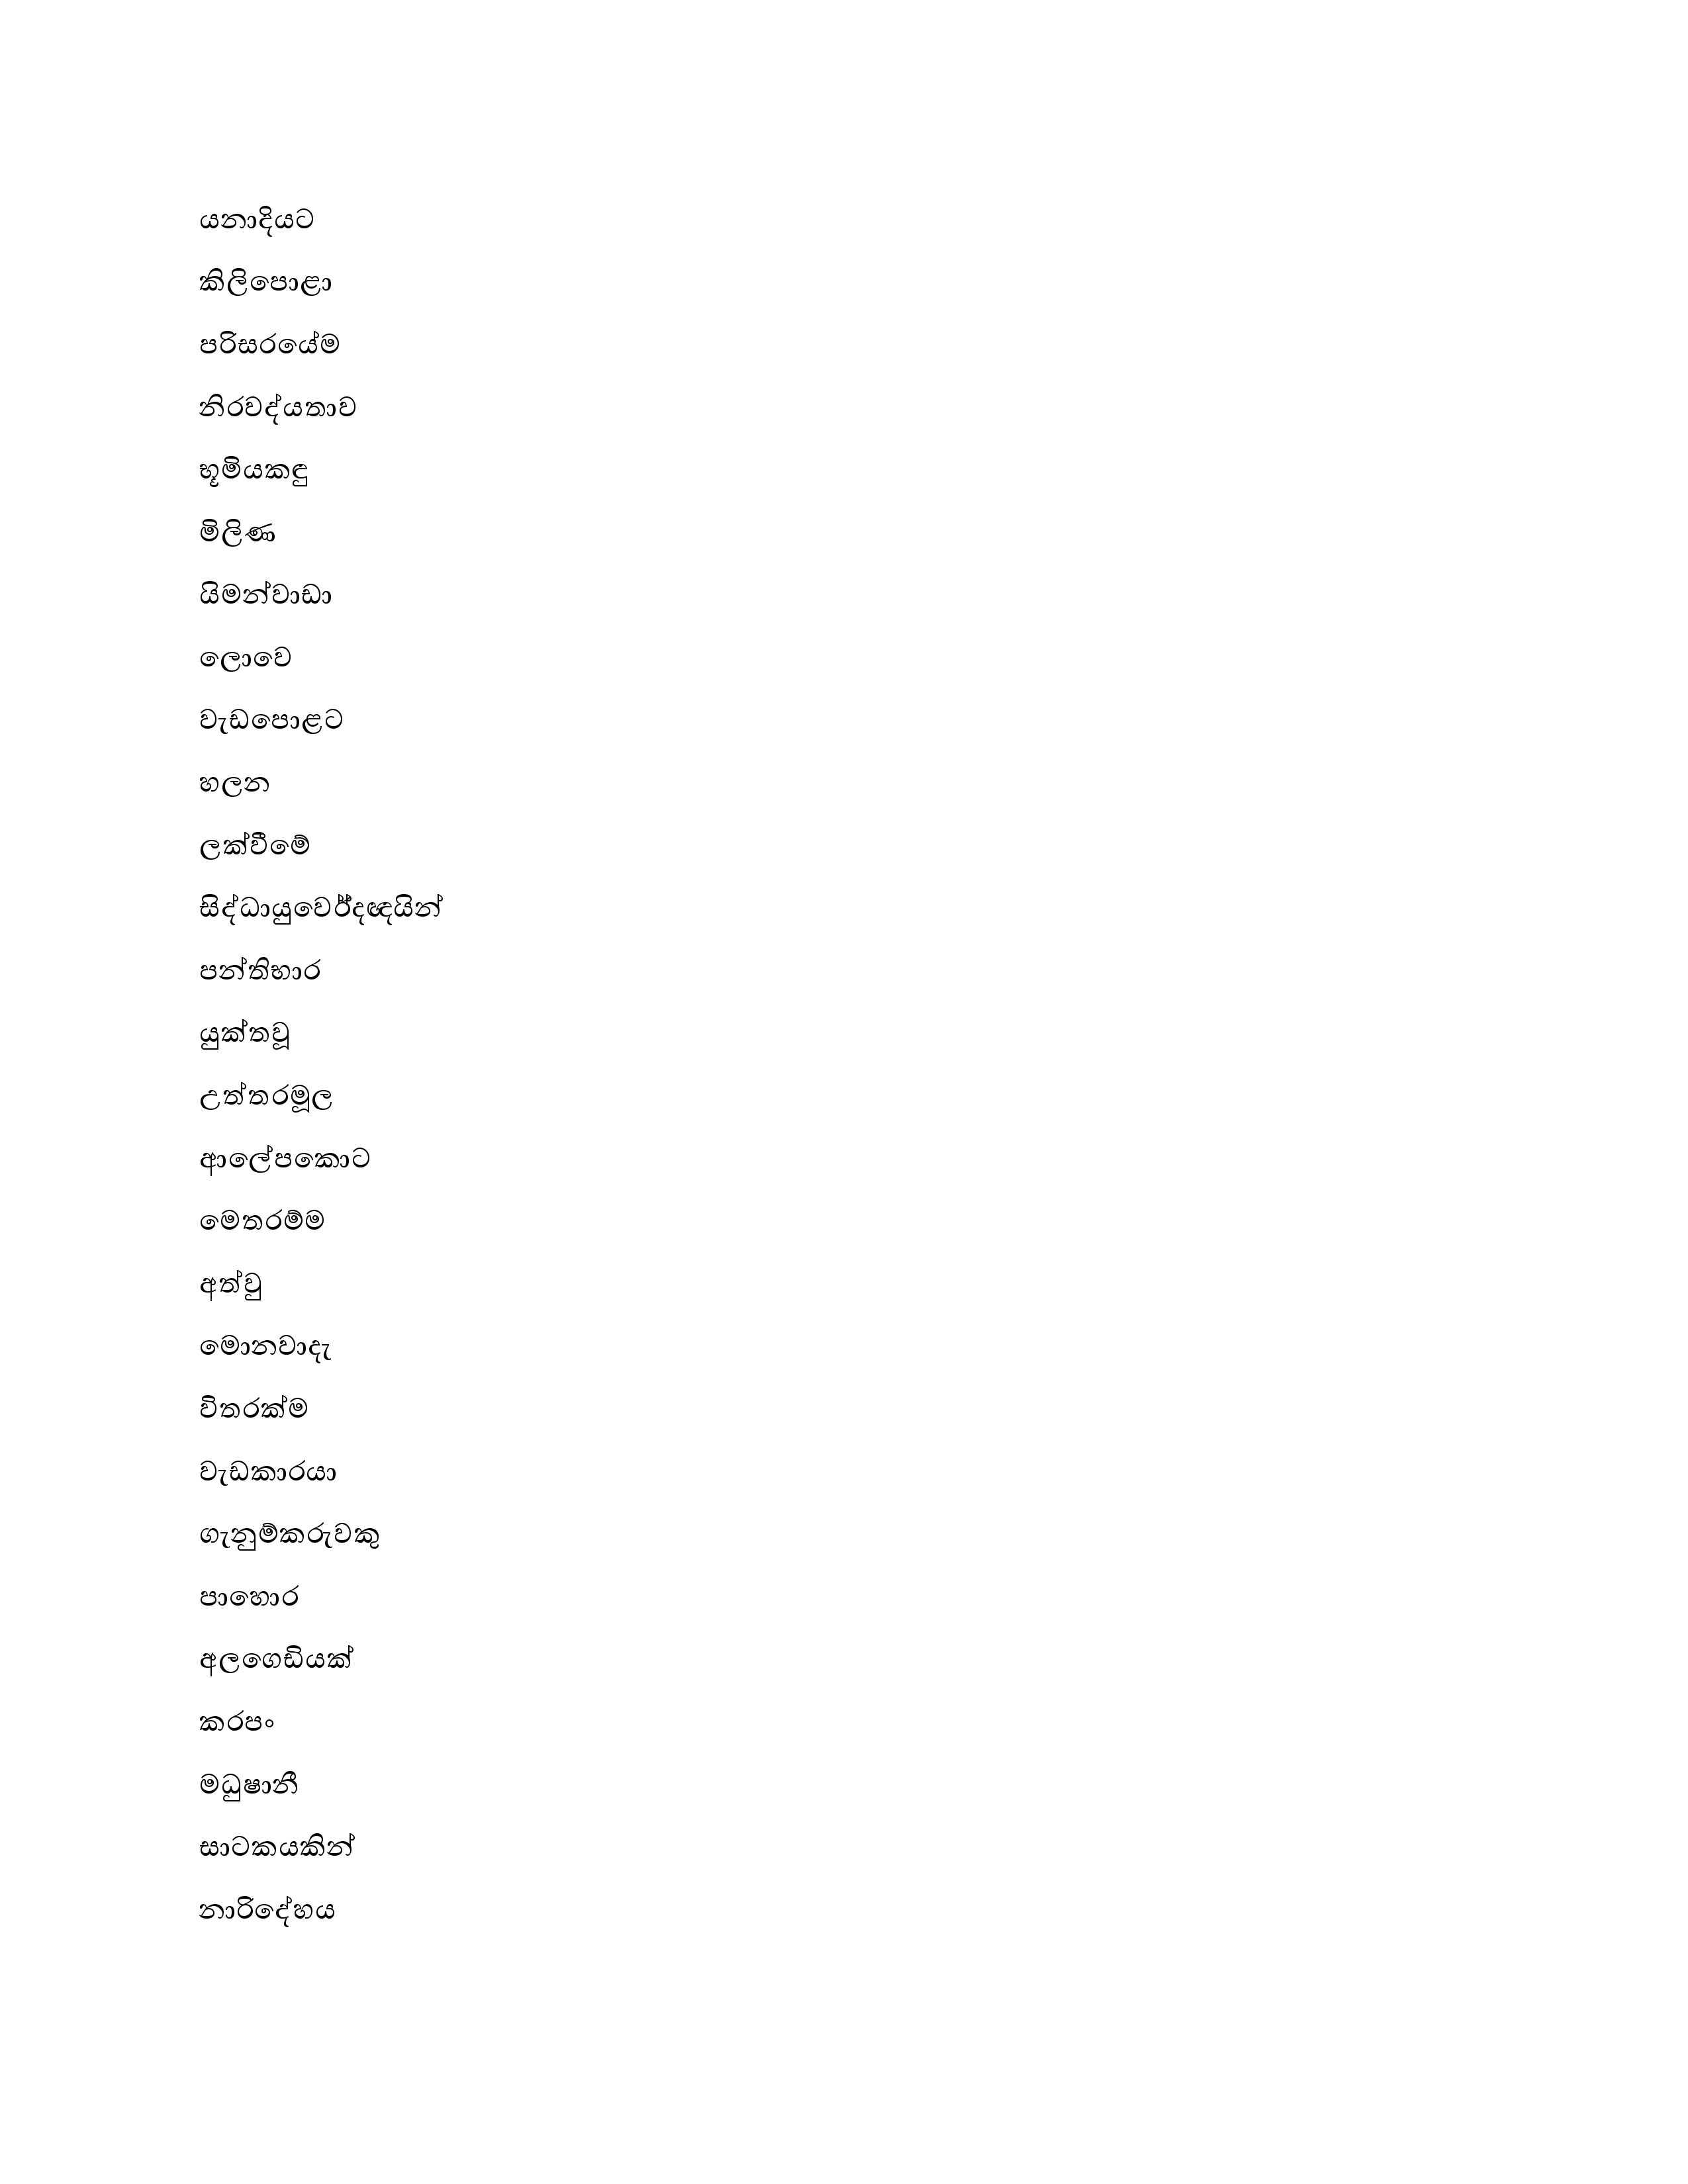 යනාදියට
කිලිපොළා
පරිසරයේම
නිරවද්යතාව
භූමියකඳු
මිලිණ
යිමන්වාඩා
ලොවෙ
වැඩපොළට
හලන
ලක්වීමේ
සිද්ධායුවෙර්දඥයින්
පන්තිභාර
යුක්තවූ
උත්තරමූල
ආලේපකොට
මෙතරම්ම
අත්වු
මොනවාදැ
විතරක්ම
වැඩකාරයා
ගැනුම්කරුවකු
පාහොර
අලගෙඩියක්
කරපං
මධුෂානී
සාටකයකින්
නාරිදේහය